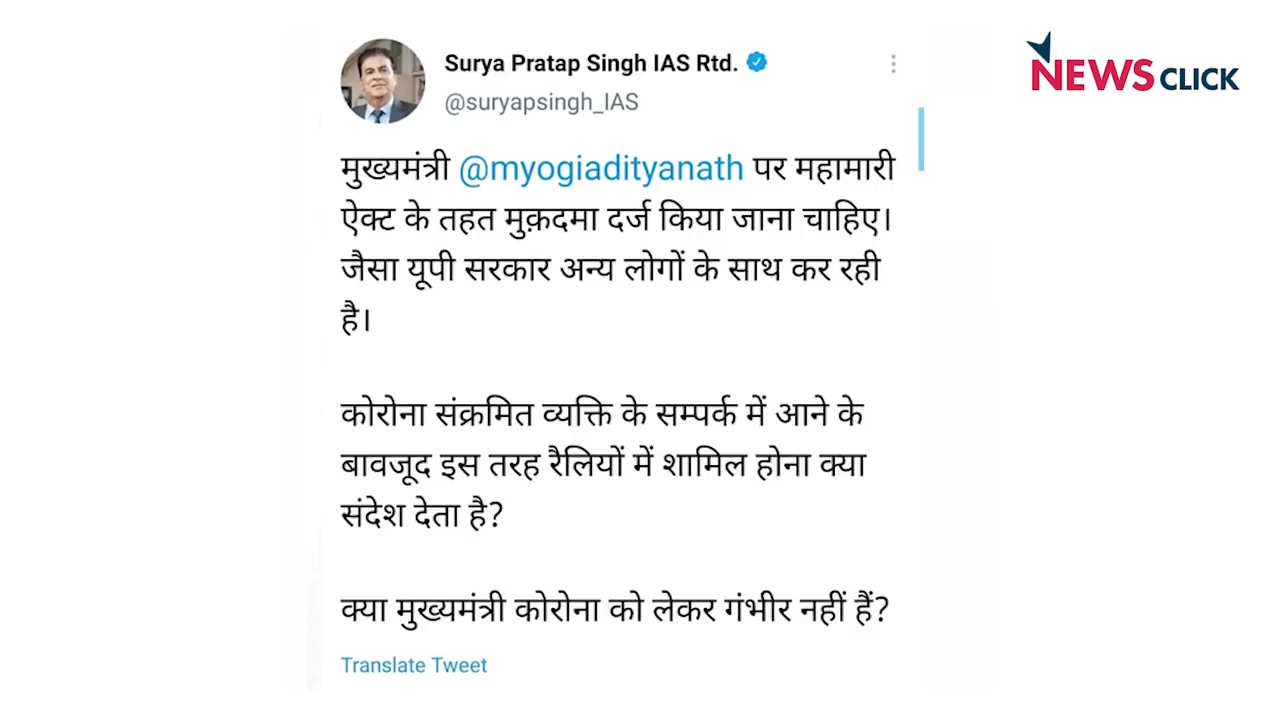 Surya Pratap Singh IAS Rtd.
@suryapsingh_IAS
NEWSCLICK
मुख्यमंत्री @myogiadityanath पर महामारी
ऐक्ट के तहत मुक़दमा दर्ज किया जाना चाहिए।
जैसा यूपी सरकार अन्य लोगों के साथ कर रही
है।
कोरोना संक्रमित व्यक्ति के सम्पर्क में आने के
बावजूद इस तरह रैलियों में शामिल होना क्या
संदेश देता है?
क्या मुख्यमंत्री कोरोना को लेकर गंभीर नहीं हैं?
Translate Tweet